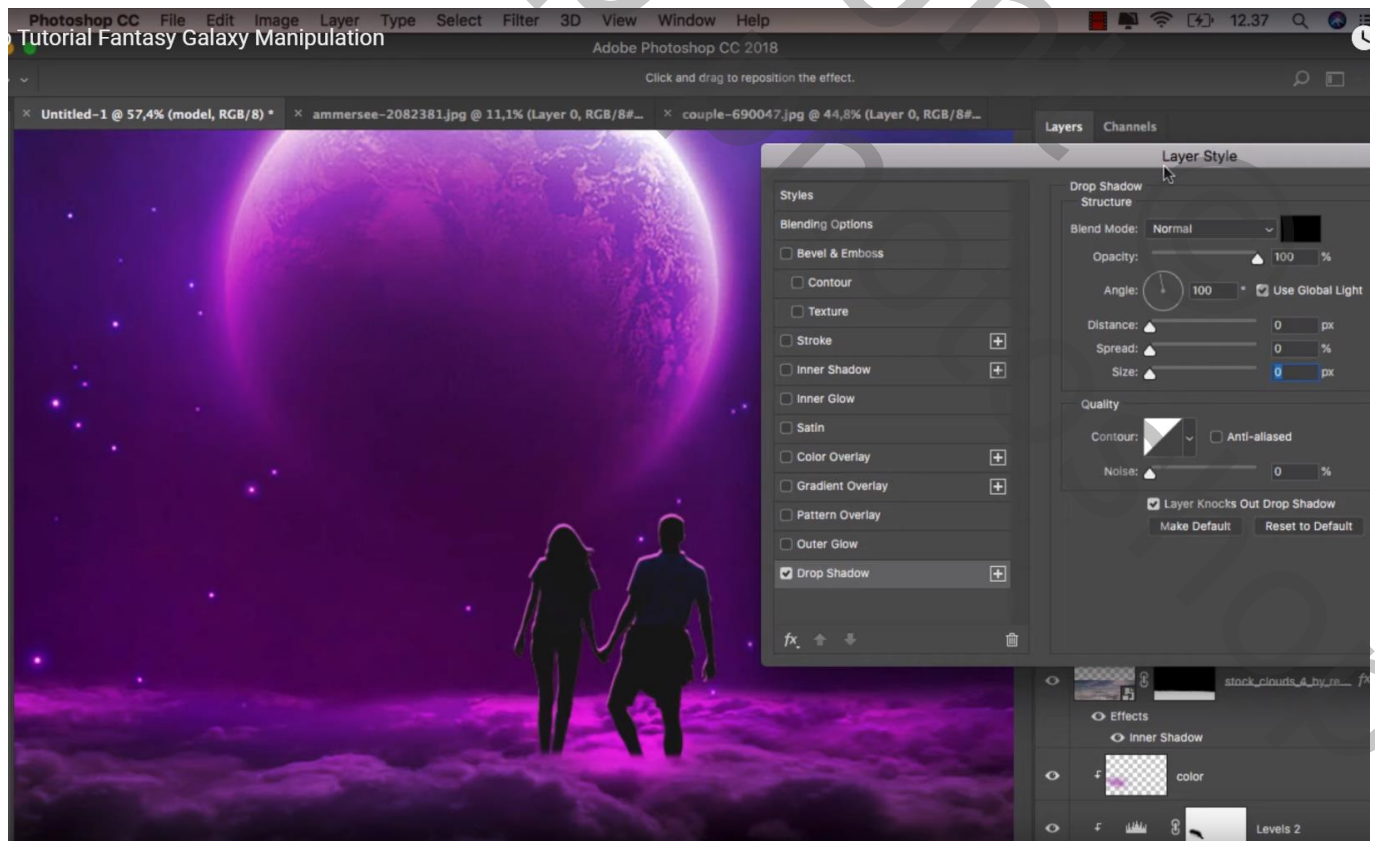 Photoshop CC File Edit Image Layer Type Select Filter 3D View Window Help 12.37
Tutorial Fantasy Galaxy Manipulation
Adobe Photoshop CC 2018
Click and drag to reposition the effect.
× Untitled-1 @ 57,4% (model, RGB/8) * × ammersee-2082381.jpg @ 11,1% (Layer 0, RGB/8#... × couple-690047.jpg @ 44,8% (Layer 0, RGB/8#...
Layers Channels
Layer Style
Styles
Blending Options
Bevel & Emboss
Contour
Texture
Stroke
Inner Shadow
Inner Glow
Satin
Color Overlay
Gradient Overlay
Pattern Overlay
Outer Glow
Drop Shadow
fx
Drop Shadow
Structure
Blend Mode: Normal
Opacity: 100 %
Angle: 100 ° Use Global Light
Distance: 0 px
Spread: 0 %
Size: 0 px
Quality
Contour: Anti-aliased
Noise: 0 %
Layer Knocks Out Drop Shadow
Make Default Reset to Default
stock_clouds_4_by_re... fx
Effects
Inner Shadow
color
Levels 2